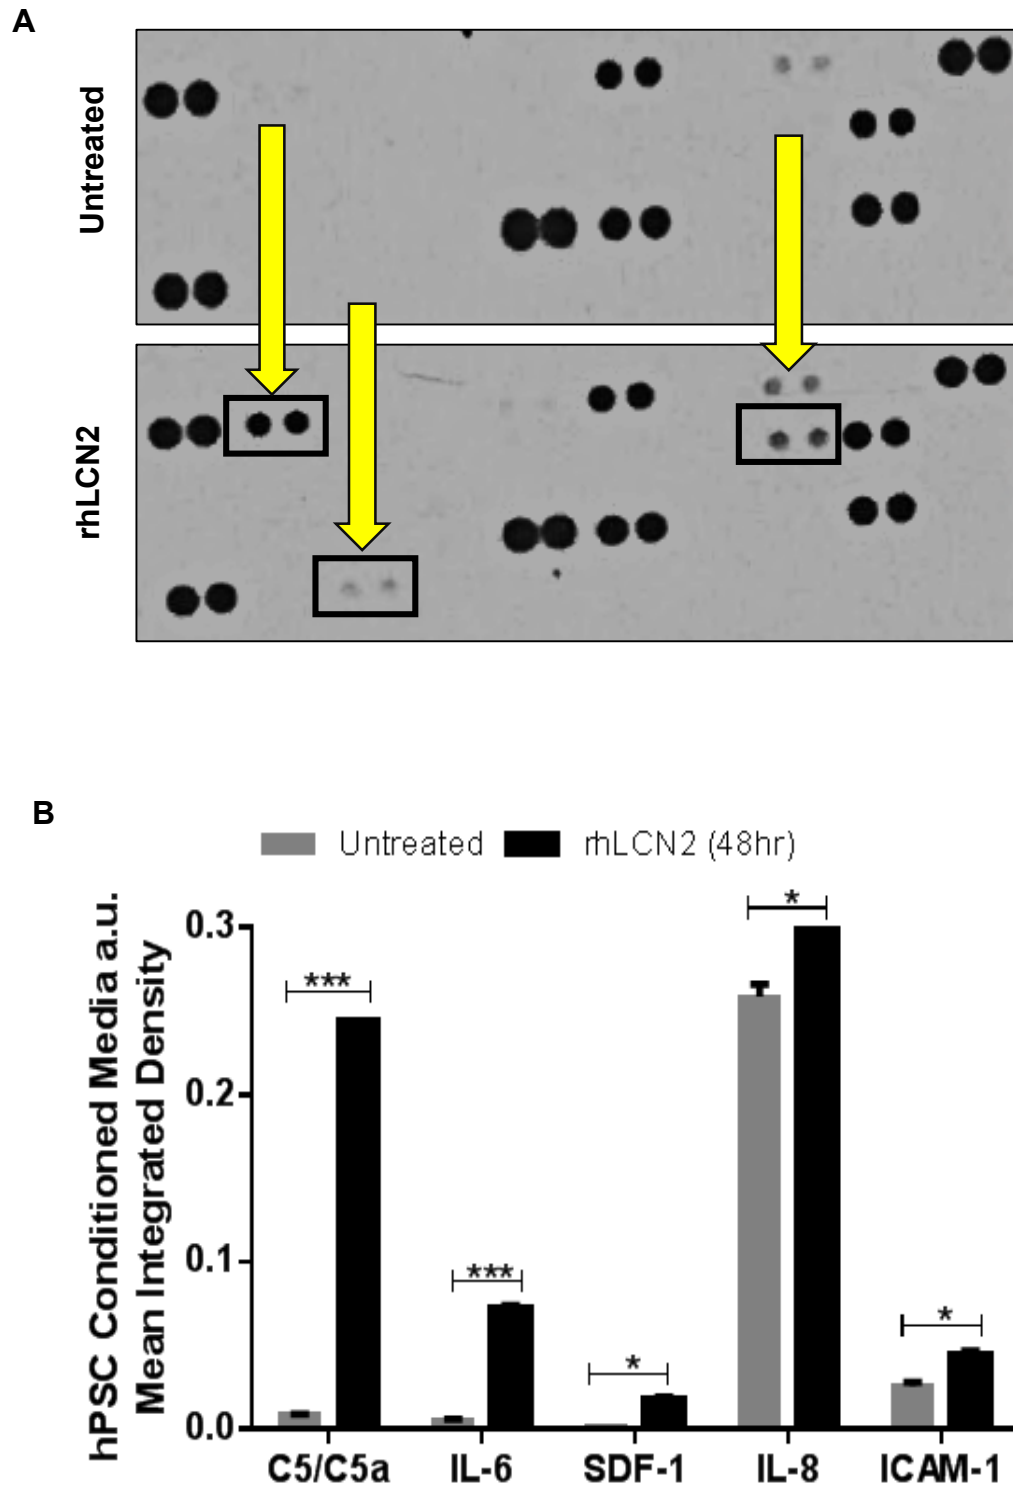 A
Untreated
rhLCN2
B
Untreated rhLCN2 (48hr)
hPSC Conditioned Media a.u.
Mean Integrated Density
0.3
0.2
0.1
0.0
***
***
*
*
*
C5/C5a IL-6 SDF-1 IL-8 ICAM-1